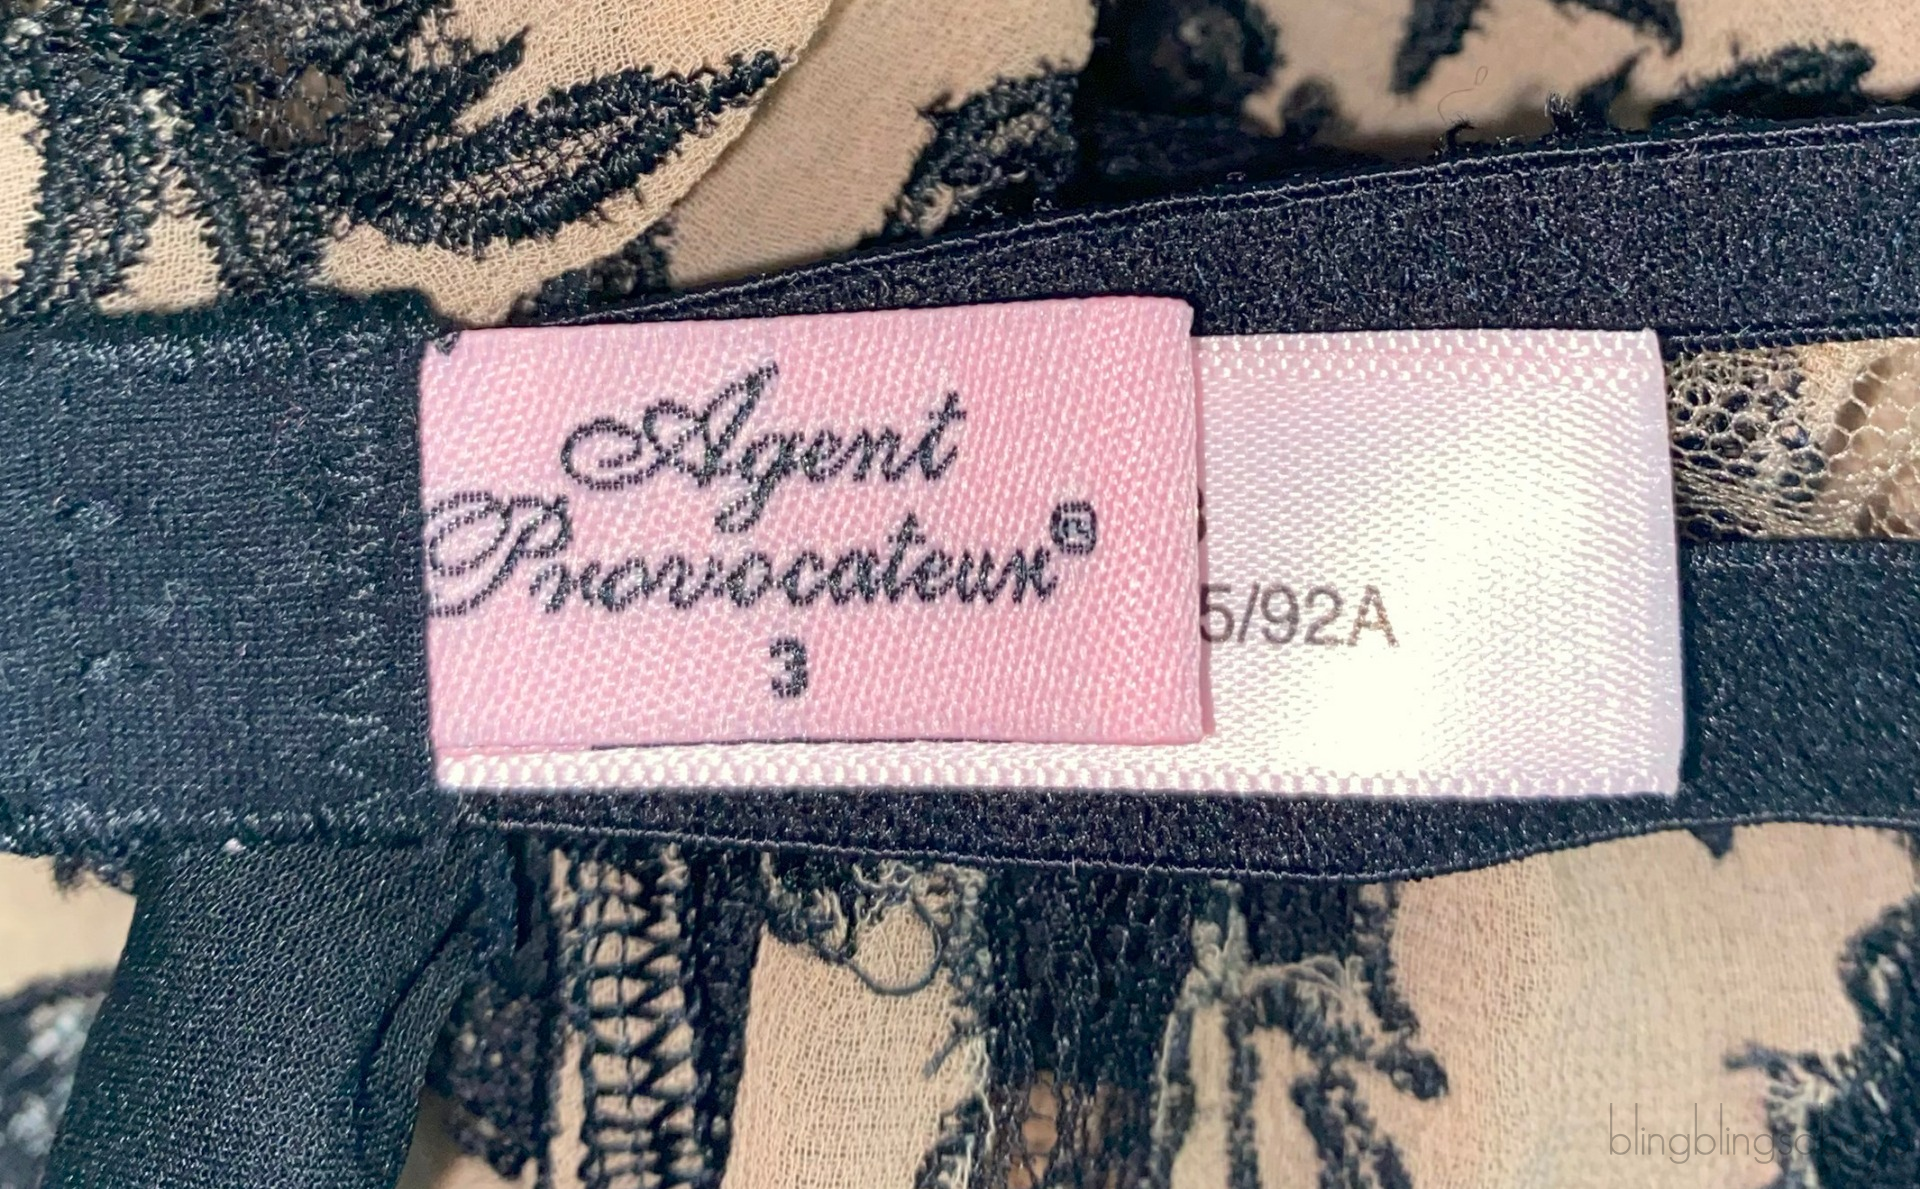 Agent
Provocateur®
3
5/92A